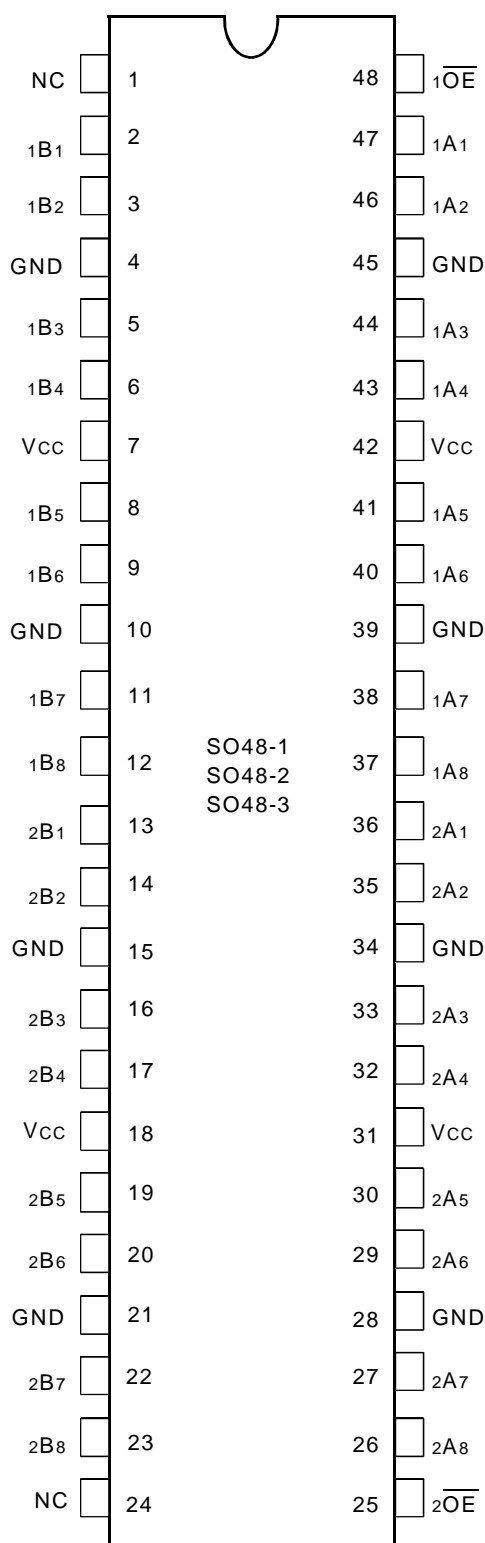 NC 1 48 1OE
1B1 2 47 1A1
1B2 3 46 1A2
GND 4 45 GND
1B3 5 44 1A3
1B4 6 43 1A4
VCC 7 42 VCC
1B5 8 41 1A5
1B6 9 40 1A6
GND 10 39 GND
1B7 11 38 1A7
SO48-1
1B8 12 37 1A8
SO48-2
SO48-3
2B1 13 36 2A1
2B2 14 35 2A2
GND 15 34 GND
2B3 16 33 2A3
2B4 17 32 2A4
VCC 18 31 VCC
2B5 19 30 2A5
2B6 20 29 2A6
GND 21 28 GND
2B7 22 27 2A7
2B8 23 26 2A8
NC 24 25 2OE